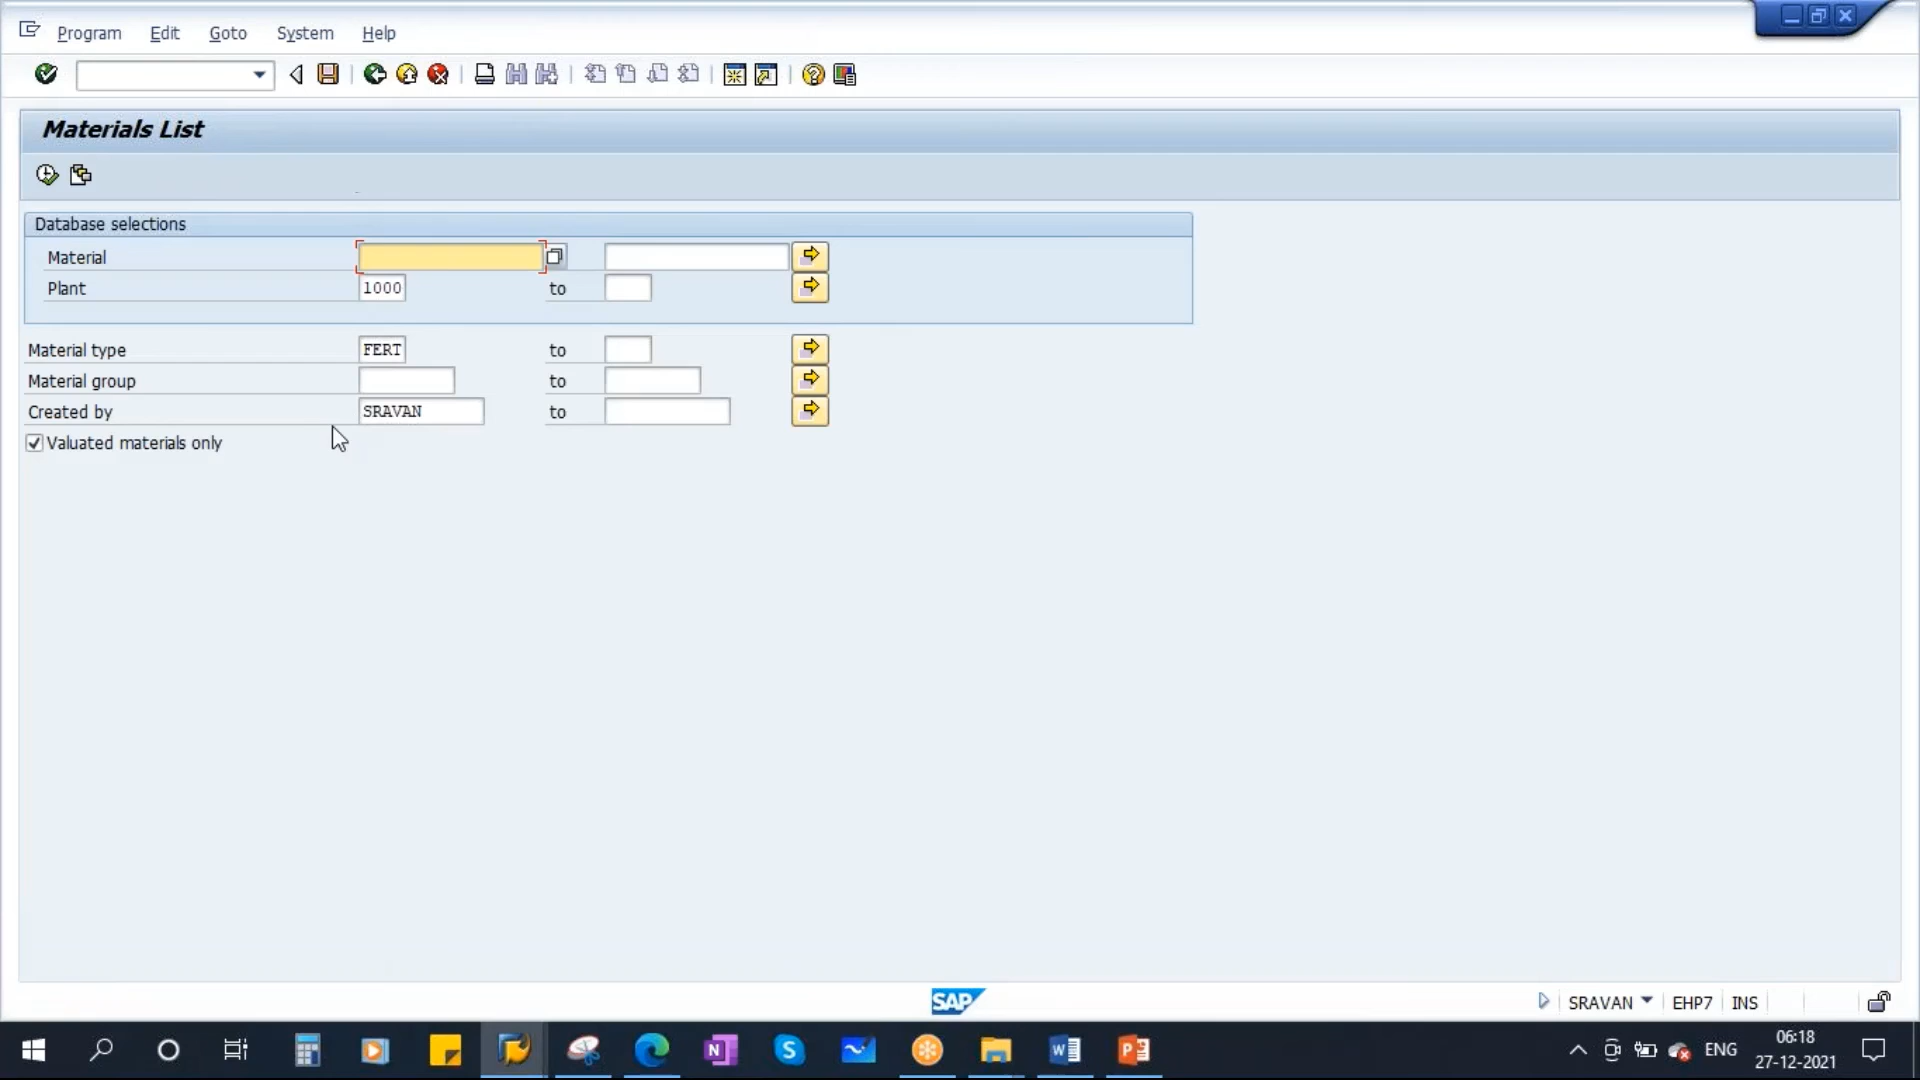 Program Edit Goto System Help
Materials List
Database selections
Material
Plant 1000 to
Material type FERT to
Material group to
Created by SRAVAN to
Valuated materials only
SAP
SRAVAN EHP7 INS
ENG
06:18
27-12-2021